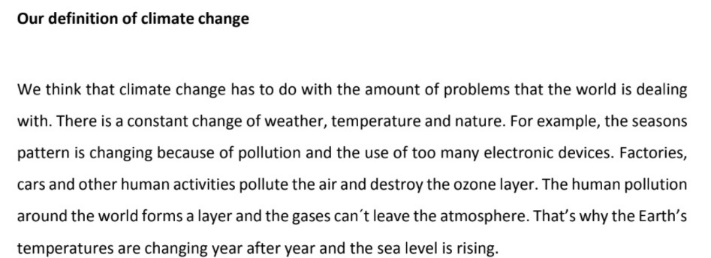 Our definition of climate change
We think that climate change has to do with the amount of problems that the world is dealing
with. There is a constant change of weather, temperature and nature. For example, the seasons
pattern is changing because of pollution and the use of too many electronic devices. Factories,
cars and other human activities pollute the air and destroy the ozone layer. The human pollution
around the world forms a layer and the gases can´t leave the atmosphere. That’s why the Earth’s
temperatures are changing year after year and the sea level is rising.